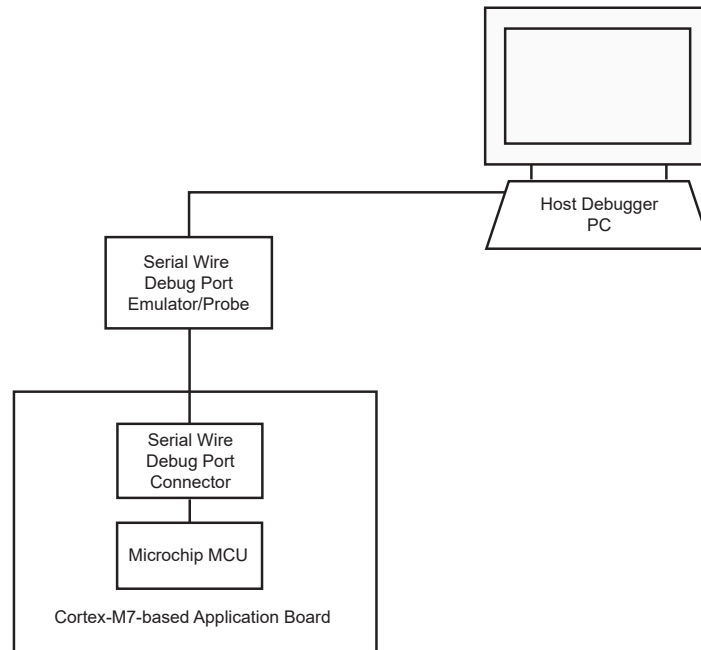 Host Debugger
PC
Serial Wire
Debug Port
Emulator/Probe
Serial Wire
Debug Port
Connector
Microchip MCU
Cortex-M7-based Application Board